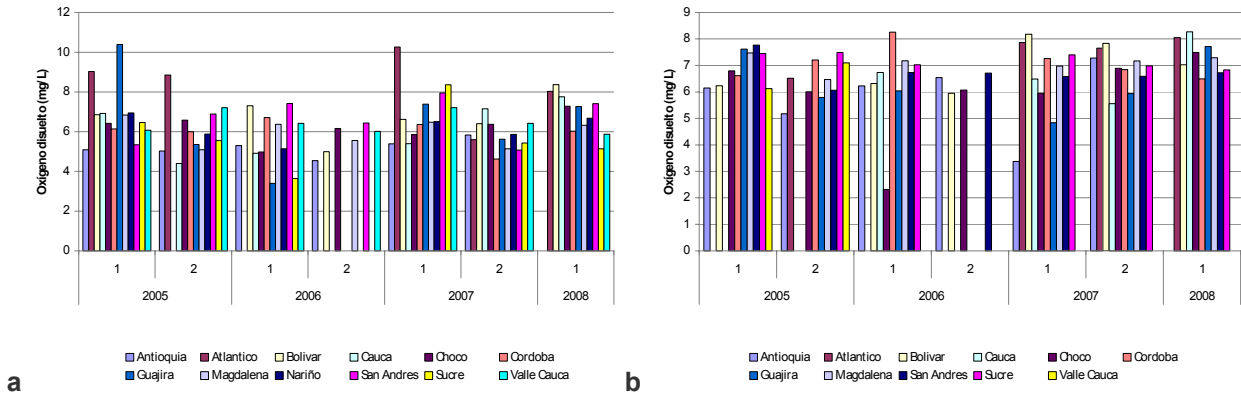 12
10
8
6
4
2
0
Oxígeno disuelto (mg/L)
1 2 1 2 1 2 1
2005 2006 2007 2008
Antioquia Atlantico Bolivar Cauca Choco Cordoba
Guajira Magdalena Nariño San Andres Sucre Valle Cauca
a
9
8
7
6
5
4
3
2
1
0
Oxígeno disuelto (mg/L)
1 2 1 2 1 2 1
2005 2006 2007 2008
Antioquia Atlantico Bolivar Cauca Choco Cordoba
Guajira Magdalena San Andres Sucre Valle Cauca
b